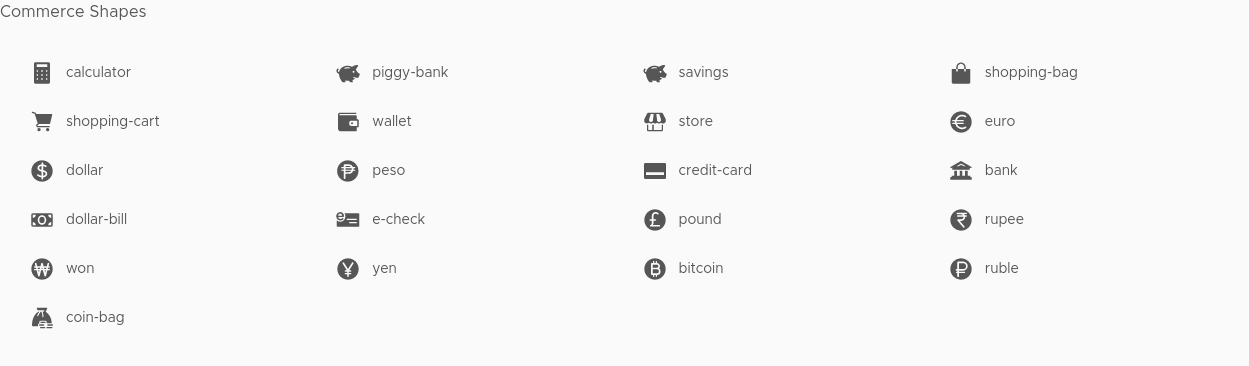 Commerce Shapes
calculator
piggy-bank
savings
shopping-bag
shopping-cart
wallet
store
euro
dollar
peso
credit-card
bank
dollar-bill
e-check
pound
rupee
won
yen
bitcoin
ruble
coin-bag